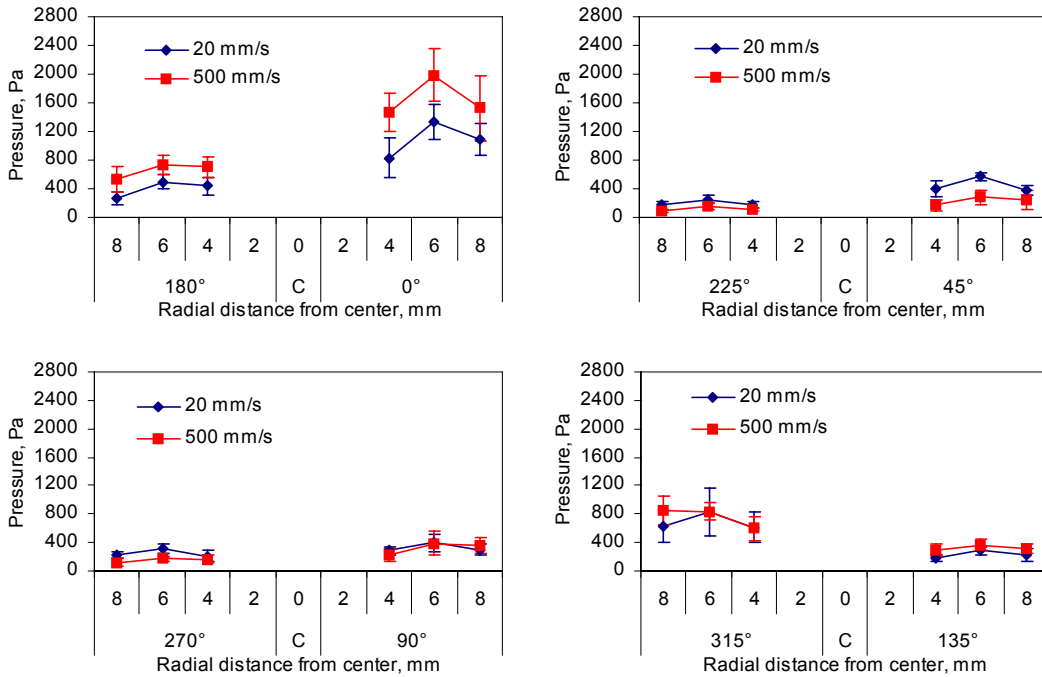 2800
2400
2000
1600
1200
800
400
0
Pressure, Pa
20 mm/s
500 mm/s
8 6 4 2 0 2 4 6 8
180° C 0°
Radial distance from center, mm
2800
2400
2000
1600
1200
800
400
0
Pressure, Pa
20 mm/s
500 mm/s
8 6 4 2 0 2 4 6 8
225° C 45°
Radial distance from center, mm
2800
2400
2000
1600
1200
800
400
0
Pressure, Pa
20 mm/s
500 mm/s
8 6 4 2 0 2 4 6 8
270° C 90°
Radial distance from center, mm
2800
2400
2000
1600
1200
800
400
0
Pressure, Pa
20 mm/s
500 mm/s
8 6 4 2 0 2 4 6 8
315° C 135°
Radial distance from center, mm